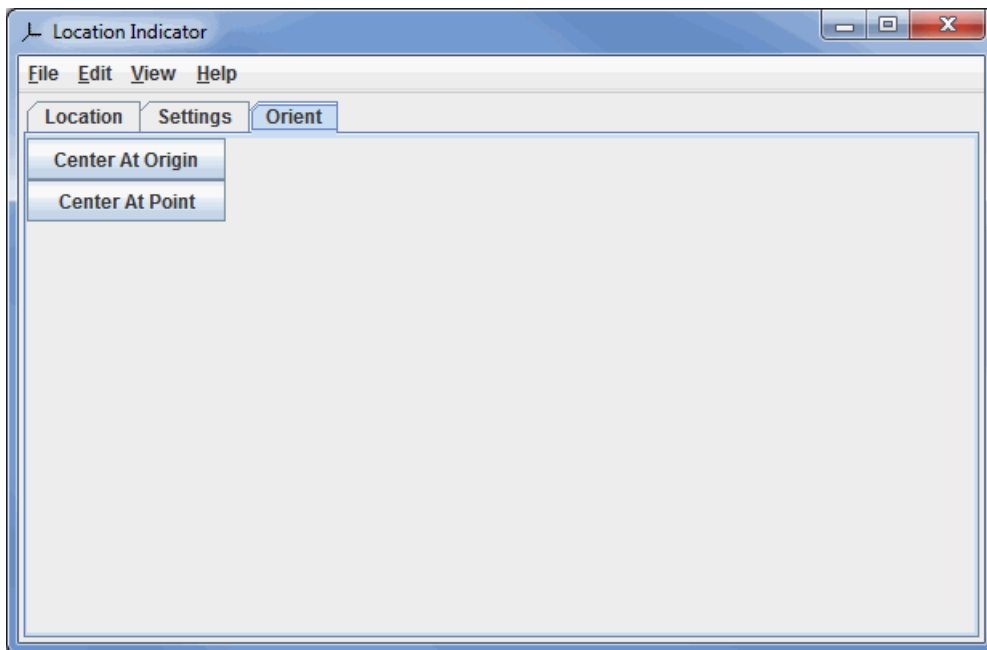 Location Indicator
File Edit View Help
Location Settings Orient
Center At Origin
Center At Point